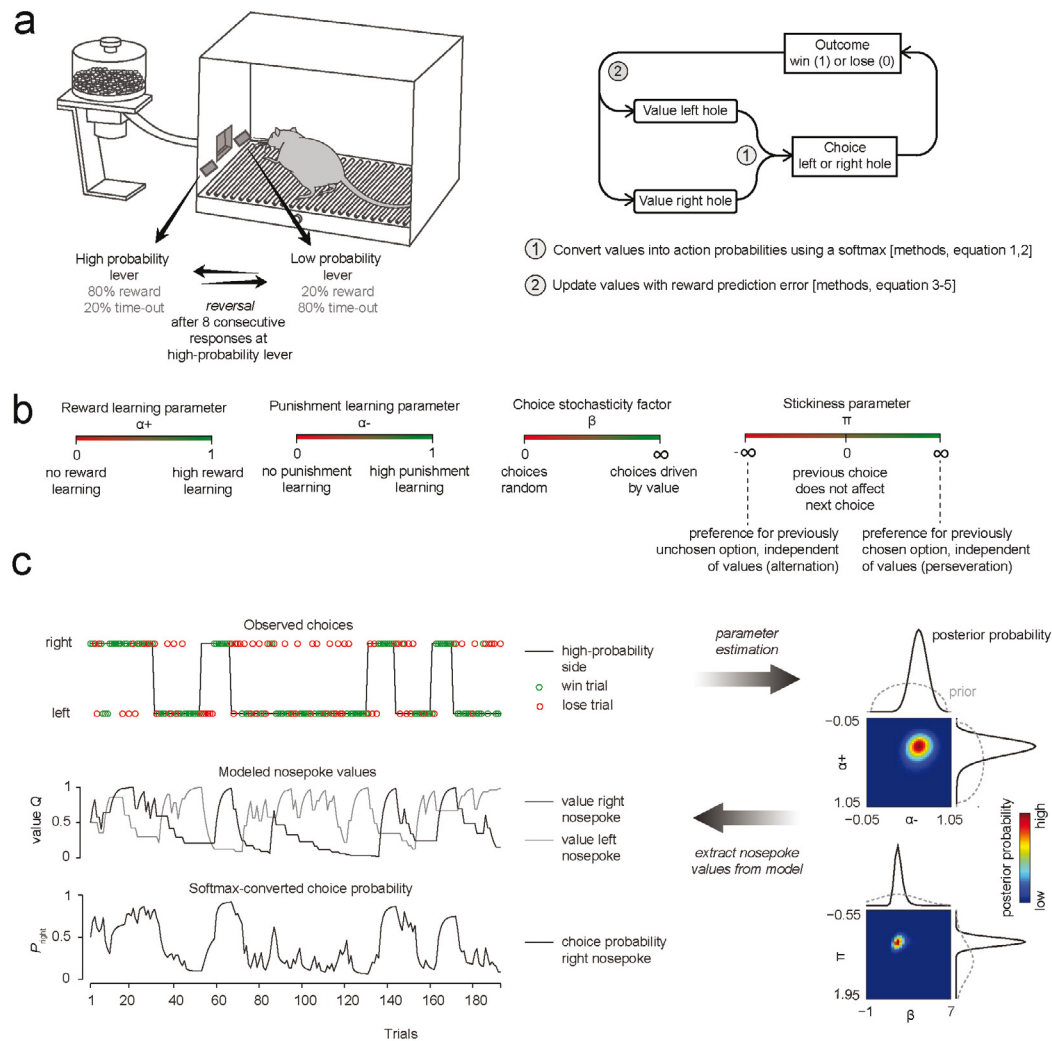 a
High probability
lever
80% reward
20% time-out
Low probability
lever
20% reward
80% time-out
reversal
after 8 consecutive
responses at
high-probability lever
Outcome
win (1) or lose (0)
2
Value left hole
1
Choice
left or right hole
Value right hole
1 Convert values into action probabilities using a softmax [methods, equation 1,2]
2 Update values with reward prediction error [methods, equation 3-5]
b
Reward learning parameter
α+
0 1
no reward
learning
high reward
learning
Punishment learning parameter
α-
0 1
no punishment
learning
high punishment
learning
Choice stochasticity factor
β
0 ∞
choices
random
choices driven
by value
Stickiness parameter
π
-∞ 0 ∞
previous choice
does not affect
next choice
preference for previously
unchosen option, independent
of values (alternation)
preference for previously
chosen option, independent
of values (perseveration)
c
Observed choices
right
left
high-probability
side
win trial
lose trial
Modeled nosepoke values
value Q
1
0.5
0
value right
nosepoke
value left
nosepoke
Softmax-converted choice probability
Pright
1
0.5
0
choice probability
right nosepoke
1 20 40 60 80 100 120 140 160 180
Trials
parameter
estimation
extract nosepoke
values from model
posterior probability
prior
-0.05
α+
1.05
-0.05 α- 1.05
posterior probability
high
low
-0.55
π
1.95
-1 β 7